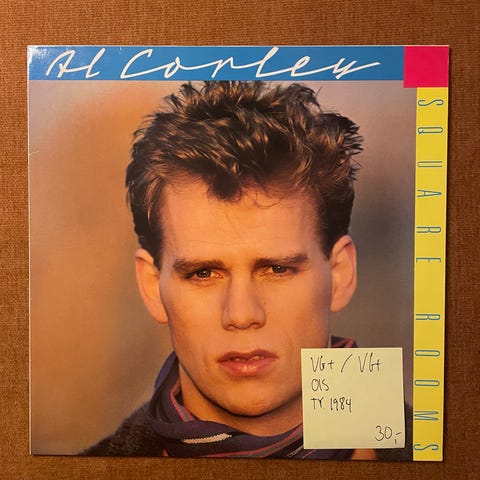 Al Corley
SQUARE ROOMS
VG+ / VG+
OIS
TY. 1984
30,-